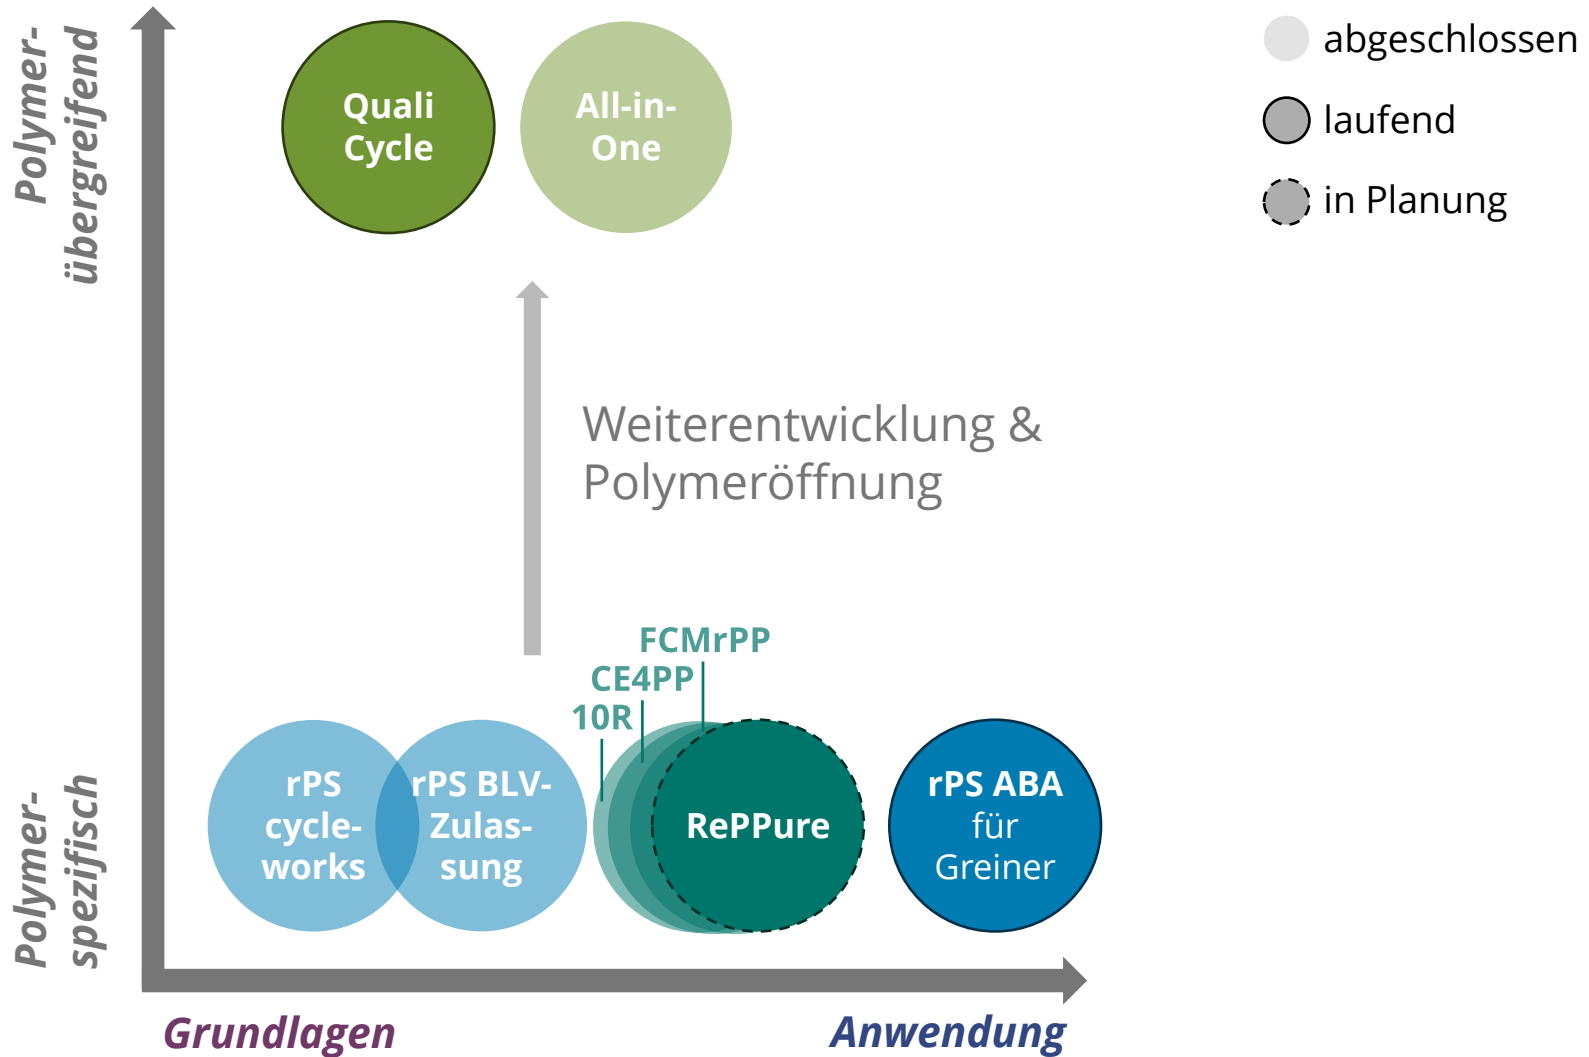 Polymer-
übergreifend
Quali
Cycle
All-in-
One
abgeschlossen
laufend
in Planung
Weiterentwicklung &
Polymeröffnung
FCMrPP
CE4PP
10R
Polymer-
spezifisch
rPS
cycle-
works
rPS BLV-
Zulas-
sung
RePPure
rPS ABA
für
Greiner
Grundlagen
Anwendung